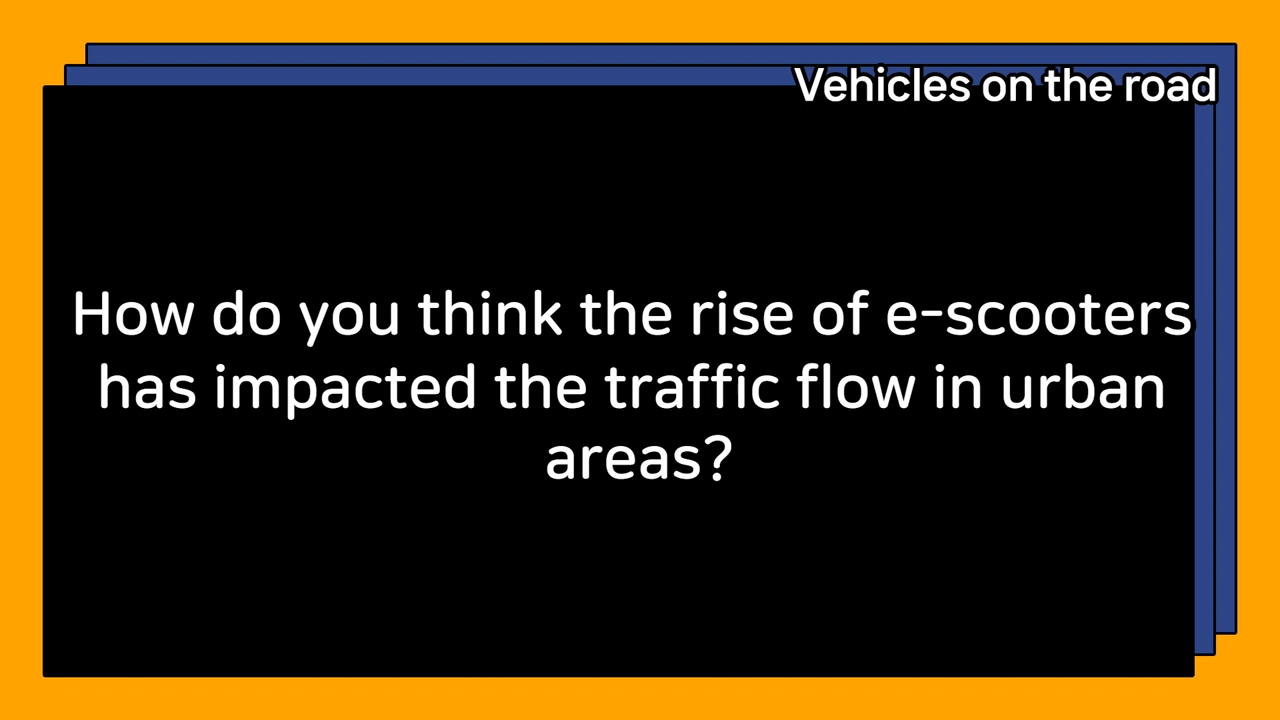 Vehicles on the road
How do you think the rise of e-scooters
has impacted the traffic flow in urban
areas?